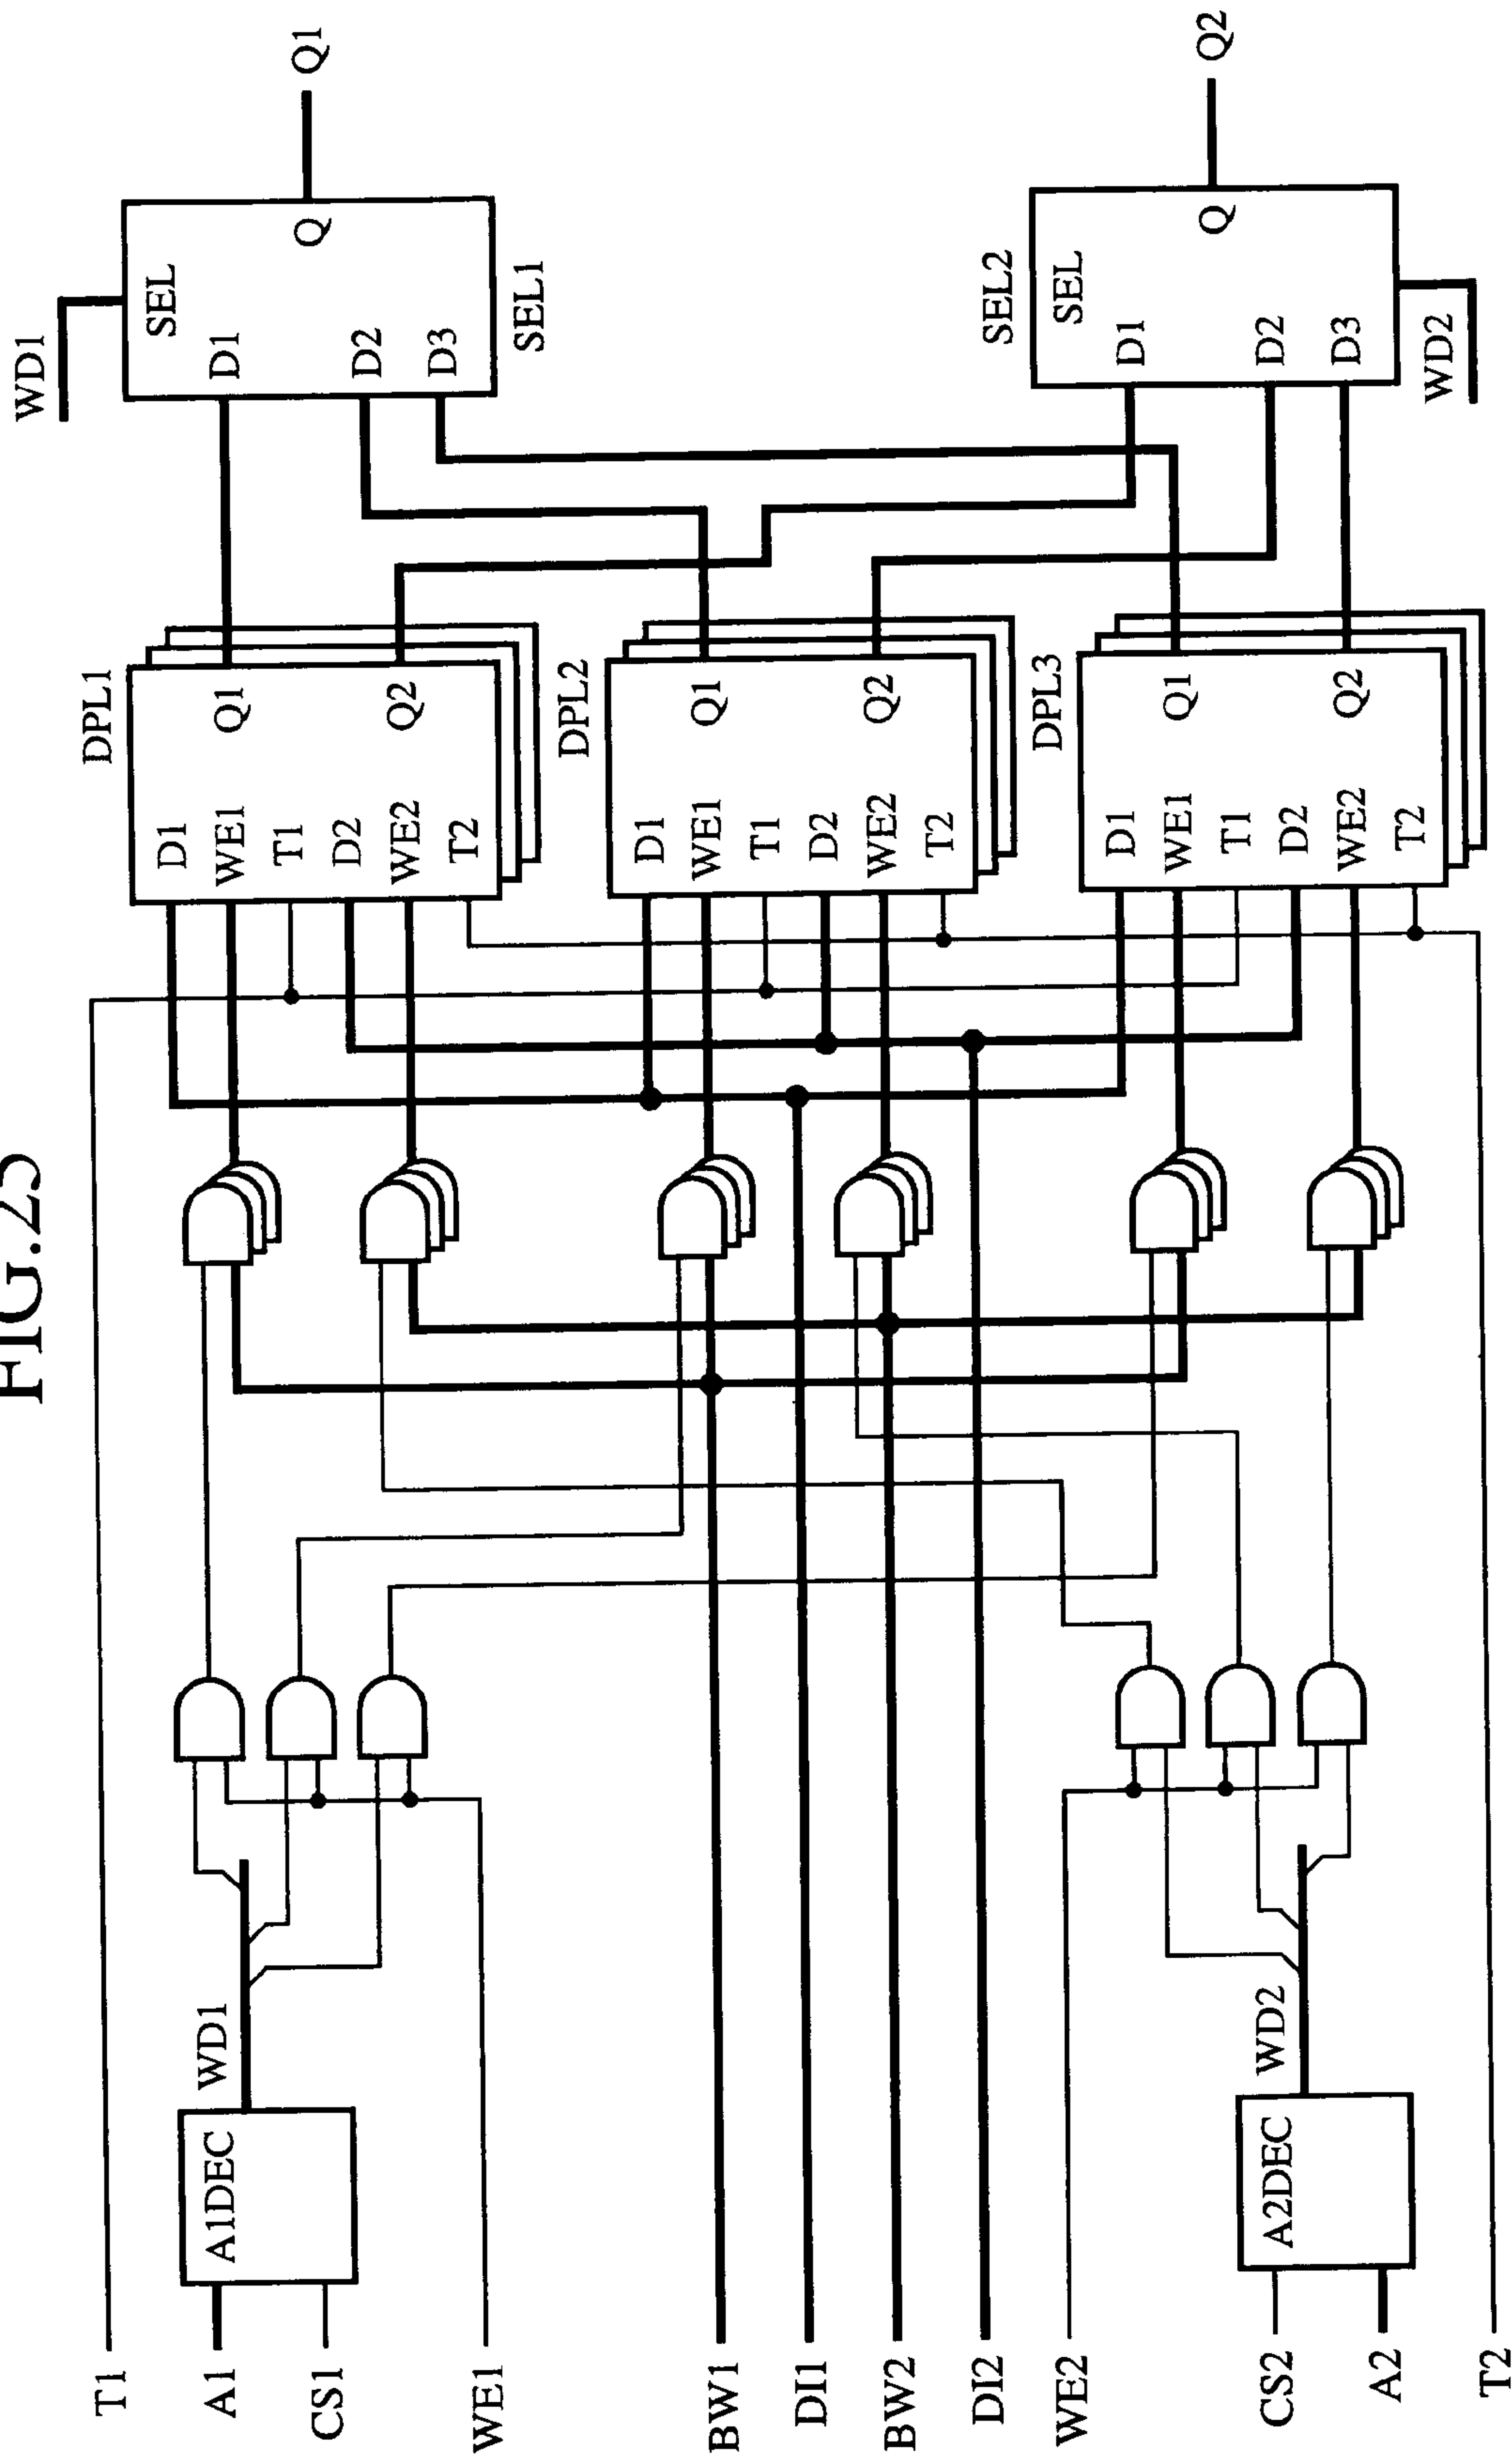 FIG.25
T1
A1
CS1
WE1
BW1
DI1
BW2
DI2
WE2
CS2
A2
T2
A1DEC
WD1
A2DEC
WD2
DPL1
D1
WE1
T1
D2
WE2
T2
Q1
Q2
DPL2
D1
WE1
T1
D2
WE2
T2
Q1
Q2
DPL3
D1
WE1
T1
D2
WE2
T2
Q1
Q2
WD1
SEL
D1
D2
D3
Q
SEL1
Q1
SEL2
SEL
D1
D2
D3
Q
WD2
Q2